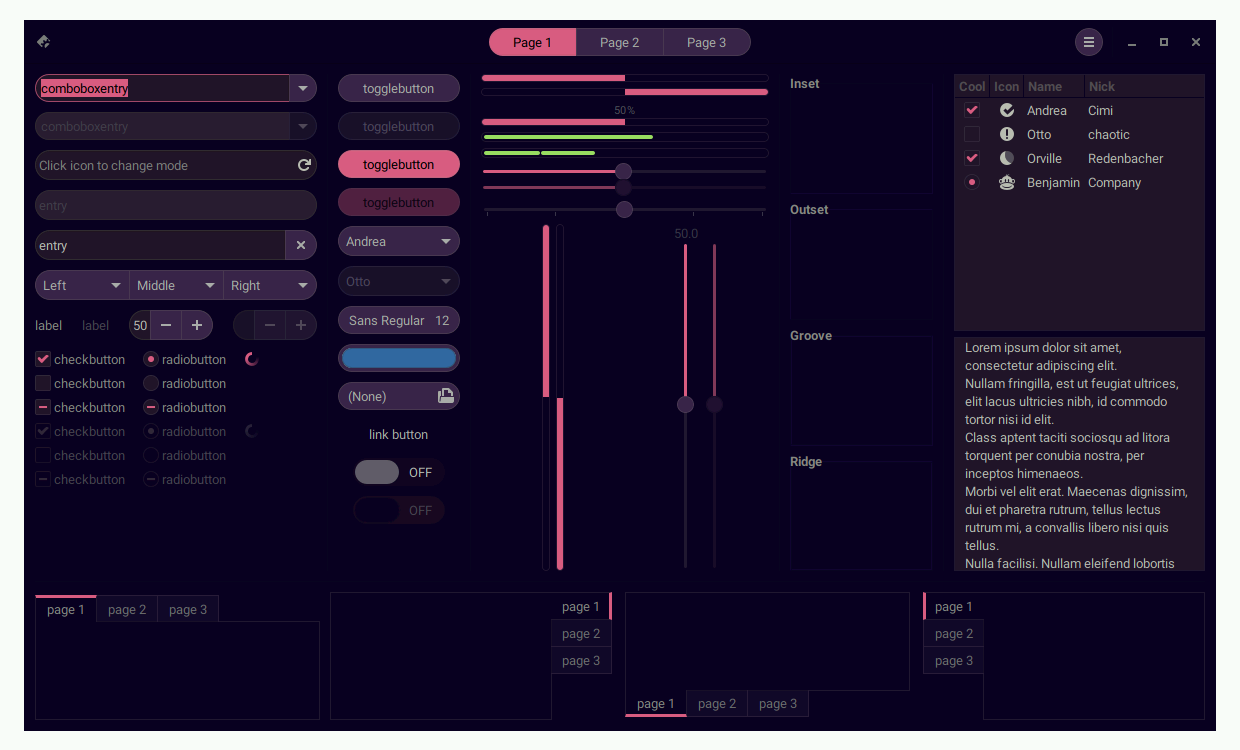 Page 1 Page 2 Page 3
comboboxentry
comboboxentry
Click icon to change mode
entry
entry
Left Middle Right
label label 50
checkbutton radiobutton
checkbutton radiobutton
checkbutton radiobutton
checkbutton radiobutton
checkbutton radiobutton
checkbutton radiobutton
togglebutton
togglebutton
togglebutton
togglebutton
Andrea
Otto
Sans Regular 12
(None)
link button
OFF
OFF
50%
50.0
Inset
Outset
Groove
Ridge
Cool Icon Name Nick
Andrea Cimi
Otto chaotic
Orville Redenbacher
Benjamin Company
Lorem ipsum dolor sit amet,
consectetur adipiscing elit.
Nullam fringilla, est ut feugiat ultrices,
elit lacus ultricies nibh, id commodo
tortor nisi id elit.
Class aptent taciti sociosqu ad litora
torquent per conubia nostra, per
inceptos himenaeos.
Morbi vel elit erat. Maecenas dignissim,
dui et pharetra rutrum, tellus lectus
rutrum mi, a convallis libero nisi quis
tellus.
Nulla facilisi. Nullam eleifend lobortis
page 1 page 2 page 3
page 1
page 2
page 3
page 1 page 2 page 3
page 1
page 2
page 3